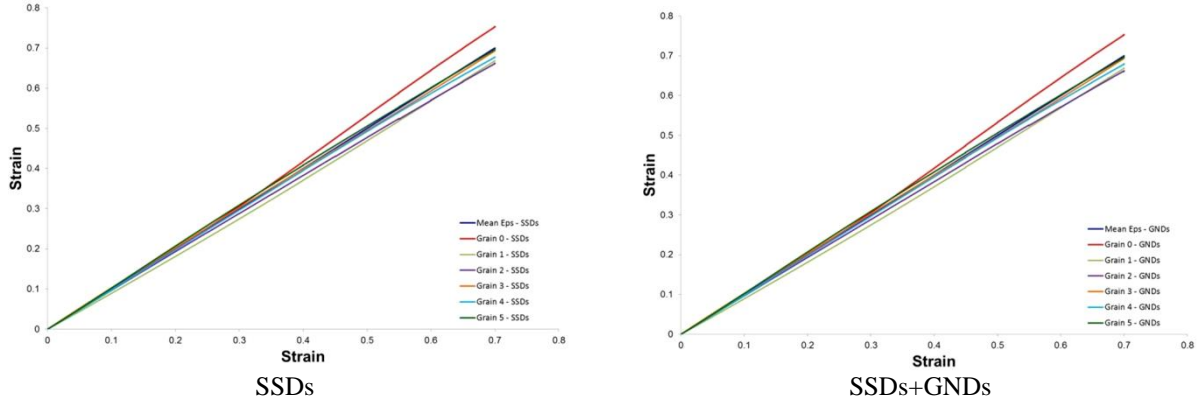 0.8
0.7
0.6
0.5
0.4
0.3
0.2
0.1
0
Strain
Mean Eps - SSDs
Grain 0 - SSDs
Grain 1 - SSDs
Grain 2 - SSDs
Grain 3 - SSDs
Grain 4 - SSDs
Grain 5 - SSDs
0 0.1 0.2 0.3 0.4 0.5 0.6 0.7 0.8
Strain
SSDs
0.8
0.7
0.6
0.5
0.4
0.3
0.2
0.1
0
Strain
Mean Eps - GNDs
Grain 0 - GNDs
Grain 1 - GNDs
Grain 2 - GNDs
Grain 3 - GNDs
Grain 4 - GNDs
Grain 5 - GNDs
0 0.1 0.2 0.3 0.4 0.5 0.6 0.7 0.8
Strain
SSDs+GNDs